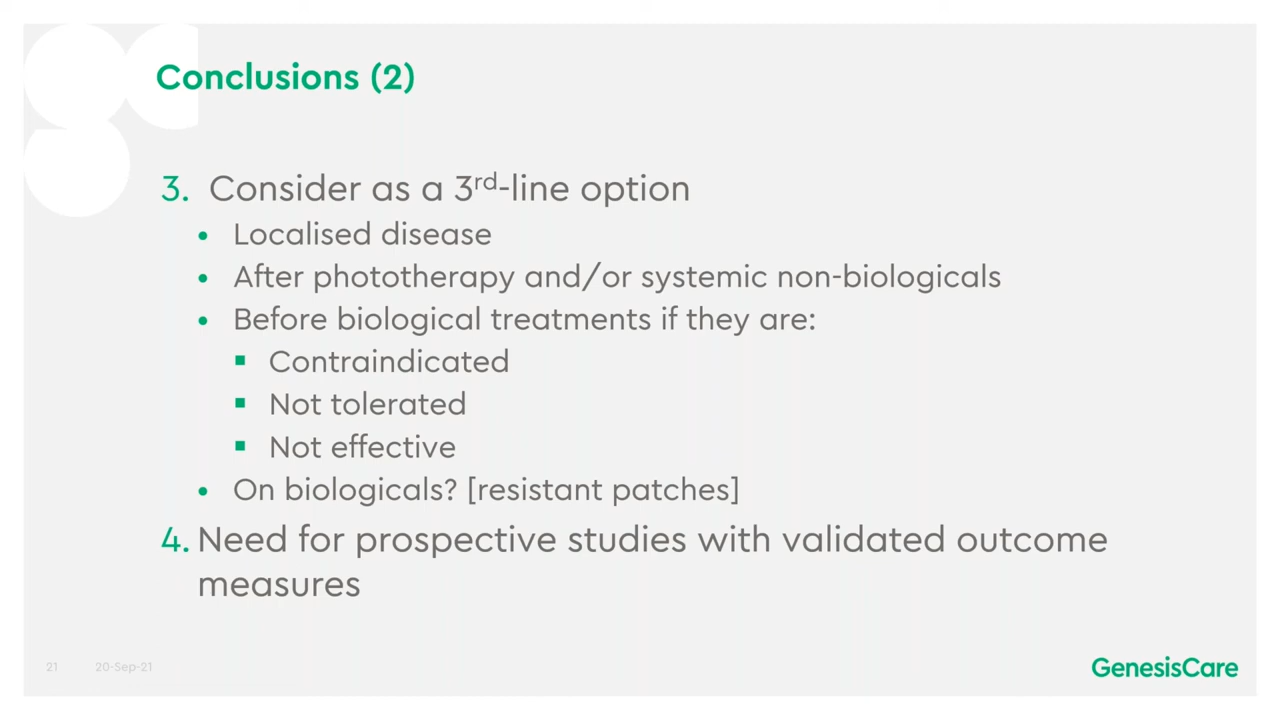 Conclusions (2)
3. Consider as a 3rd-line option
• Localised disease
• After phototherapy and/or systemic non-biologicals
• Before biological treatments if they are:
▪ Contraindicated
▪ Not tolerated
▪ Not effective
• On biologicals? [resistant patches]
4. Need for prospective studies with validated outcome
measures
21 20-Sep-21
GenesisCare